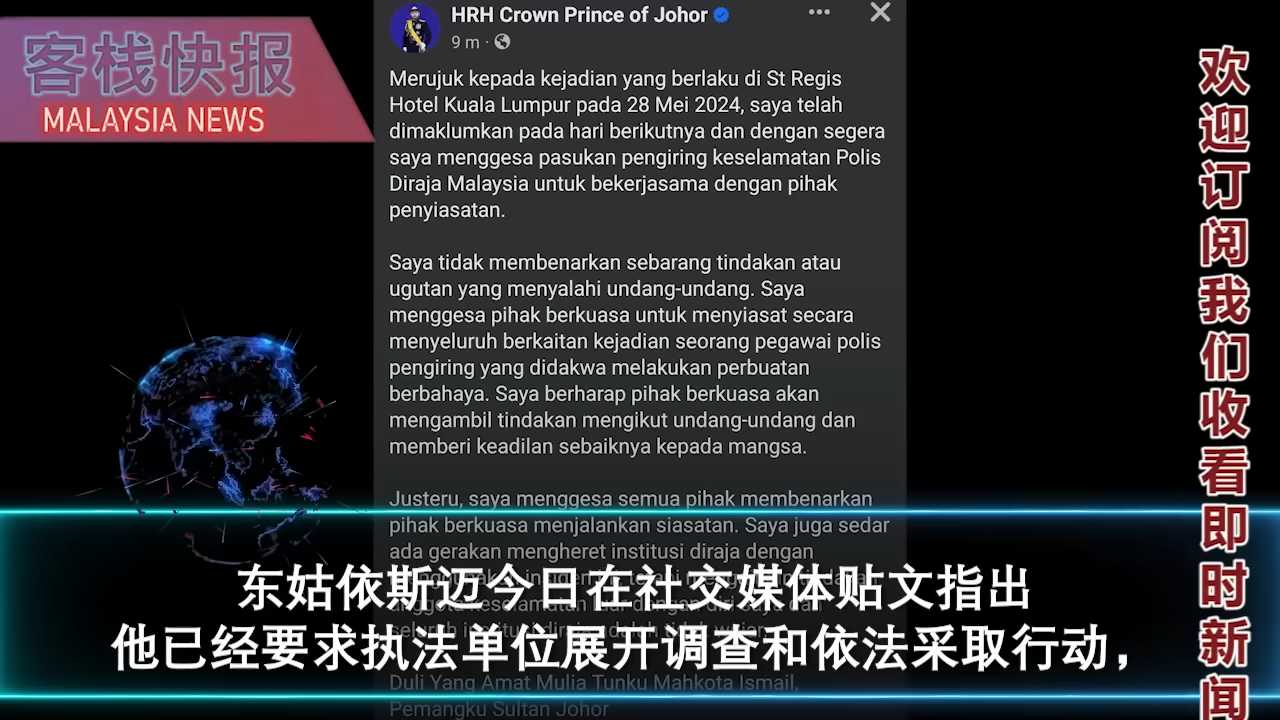 客栈快报
MALAYSIA NEWS
HRH Crown Prince of Johor
9 m ·
Merujuk kepada kejadian yang berlaku di St Regis
Hotel Kuala Lumpur pada 28 Mei 2024, saya telah
dimaklumkan pada hari berikutnya dan dengan segera
saya menggesa pasukan pengiring keselamatan Polis
Diraja Malaysia untuk bekerjasama dengan pihak
penyiasatan.
Saya tidak membenarkan sebarang tindakan atau
ugutan yang menyalahi undang-undang. Saya
menggesa pihak berkuasa untuk menyiasat secara
menyeluruh berkaitan kejadian seorang pegawai polis
pengiring yang didakwa melakukan perbuatan
berbahaya. Saya berharap pihak berkuasa akan
mengambil tindakan mengikut undang-undang dan
memberi keadilan sebaiknya kepada mangsa.
Justeru, saya menggesa semua pihak membenarkan
pihak berkuasa menjalankan siasatan. Saya juga sedar
ada gerakan mengheret institusi diraja dengan
Duli Yang Amat Mulia Tunku Mahkota Ismail
Pemangku Sultan Johor
东姑依斯迈今日在社交媒体贴文指出
他已经要求执法单位展开调查和依法采取行动，
欢迎订阅我们收看即时新闻